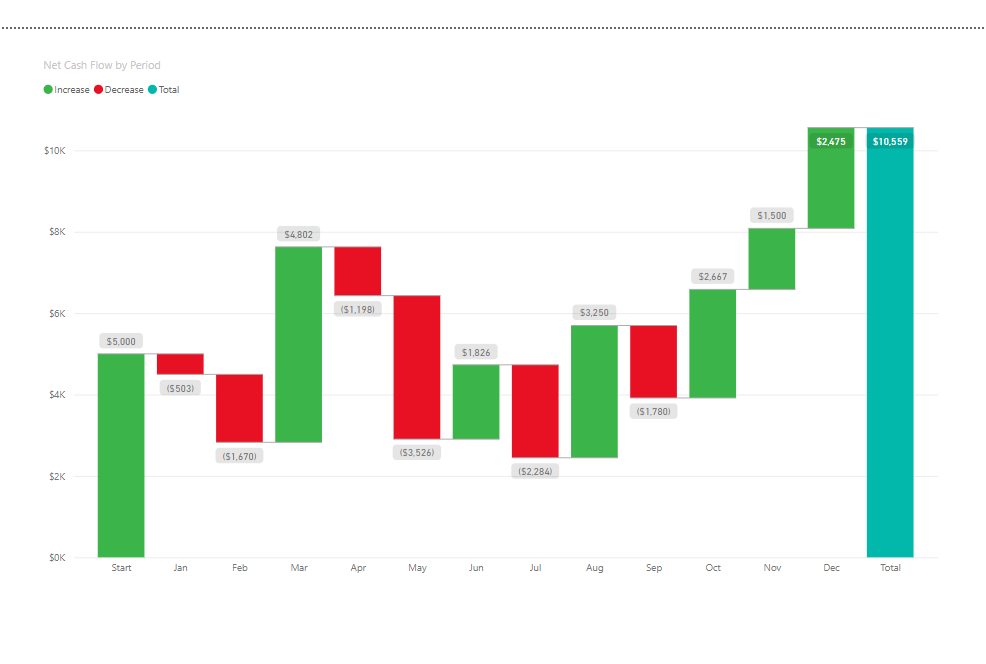 Net Cash Flow by Period
Increase Decrease Total
$10K
$8K
$6K
$4K
$2K
$0K
$5,000
($503)
($1,670)
$4,802
($1,198)
($3,526)
$1,826
($2,284)
$3,250
($1,780)
$2,667
$1,500
$2,475
$10,559
Start Jan Feb Mar Apr May Jun Jul Aug Sep Oct Nov Dec Total